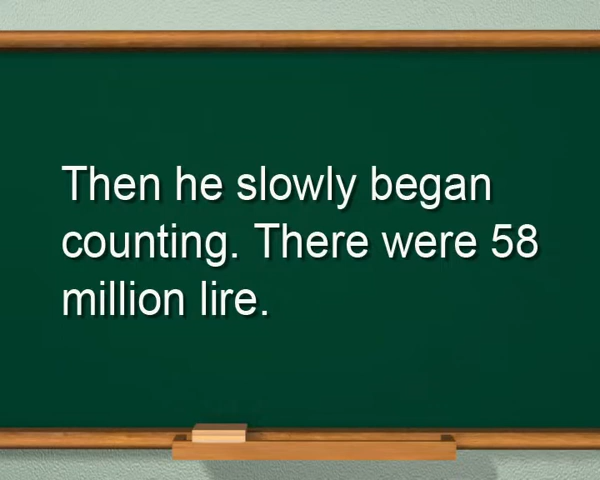 Then he slowly began
counting. There were 58
million lire.